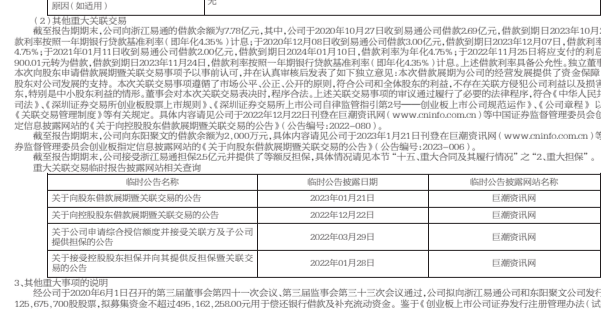 原因（如适用）
无
（2）其他重大关联交易
截至报告期期末，公司向浙江易通的借款余额为7.78亿元，其中，公司于2020年10月27日收到易通公司借款2.69亿元，借款到期日2023年10月2
款利率按照一年期银行贷款基准利率（即年化4.35%）计息；于2020年12月08日收到易通公司借款3.00亿元，借款到期日2023年12月07日，借款利率
4.75%；于2021年01月11日收到易通公司借款2.00亿元，借款到期日2024年01月10日，借款利率为年化4.75%；于2022年11月25日将应支付的利息
900.01元转为借款，借款到期日2023年11月24日，借款利率按照一年期银行贷款基准利率（即年化4.35%）计息。上述借款利率具备公允性。独立董事
本次向股东申请借款展期暨关联交易事项予以事前认可，并在认真审核后发表了如下独立意见：本次借款展期为公司的经营发展提供了资金保障，
股东对公司发展的支持。本次关联交易事项遵循了市场公平、公正、公开的原则，符合公司和全体股东的利益，不存在关联方侵犯公司利益以及损害
东，特别是中小股东利益的情形。董事会对本次关联交易表决时，程序合法。上述关联交易事项的审议通过履行了必要的法律程序，符合《中华人民共
司法》、《深圳证券交易所创业板股票上市规则》、《深圳证券交易所上市公司自律监管指引第2号——创业板上市公司规范运作》、《公司章程》以
《关联交易管理制度》等有关规定。具体内容请见公司于2022年12月22日刊登在巨潮资讯网（www.cninfo.com.cn）等中国证券监督管理委员会
定信息披露网站的《关于向控股股东借款展期暨关联交易的公告》（公告编号：2022-080）。
截至报告期期末，公司向东阳聚文的借款余额为2,000万元，具体内容请见公司于2023年1月21日刊登在巨潮资讯网（www.cninfo.com.cn）等
券监督管理委员会创业板指定信息披露网站的《关于向股东借款展期暨关联交易的公告》（公告编号：2023-006）。
截至报告期期末，公司接受浙江易通担保2.5亿元并提供了等额反担保，具体情况请见本节“十五、重大合同及其履行情况”之“2、重大担保”。
重大关联交易临时报告披露网站相关查询
临时公告名称 临时公告披露日期 临时公告披露网站名称
关于向股东借款展期暨关联交易的公告 2023年01月21日 巨潮资讯网
关于向控股股东借款展期暨关联交易的公告 2022年12月22日 巨潮资讯网
关于公司申请综合授信额度并接受关联方及子公司
提供担保的公告 2022年03月29日 巨潮资讯网
关于接受控股股东担保并向其提供反担保暨关联交
易的公告 2022年01月28日 巨潮资讯网
3、其他重大事项的说明
经公司于2020年6月1日召开的第三届董事会第四十一次会议、第三届监事会第三十三次会议通过，公司拟向浙江易通公司和东阳聚文公司发行
125,675,700股股票，拟募集资金不超过495,162,258.00元用于偿还银行借款及补充流动资金。鉴于《创业板上市公司证券发行注册管理办法（试